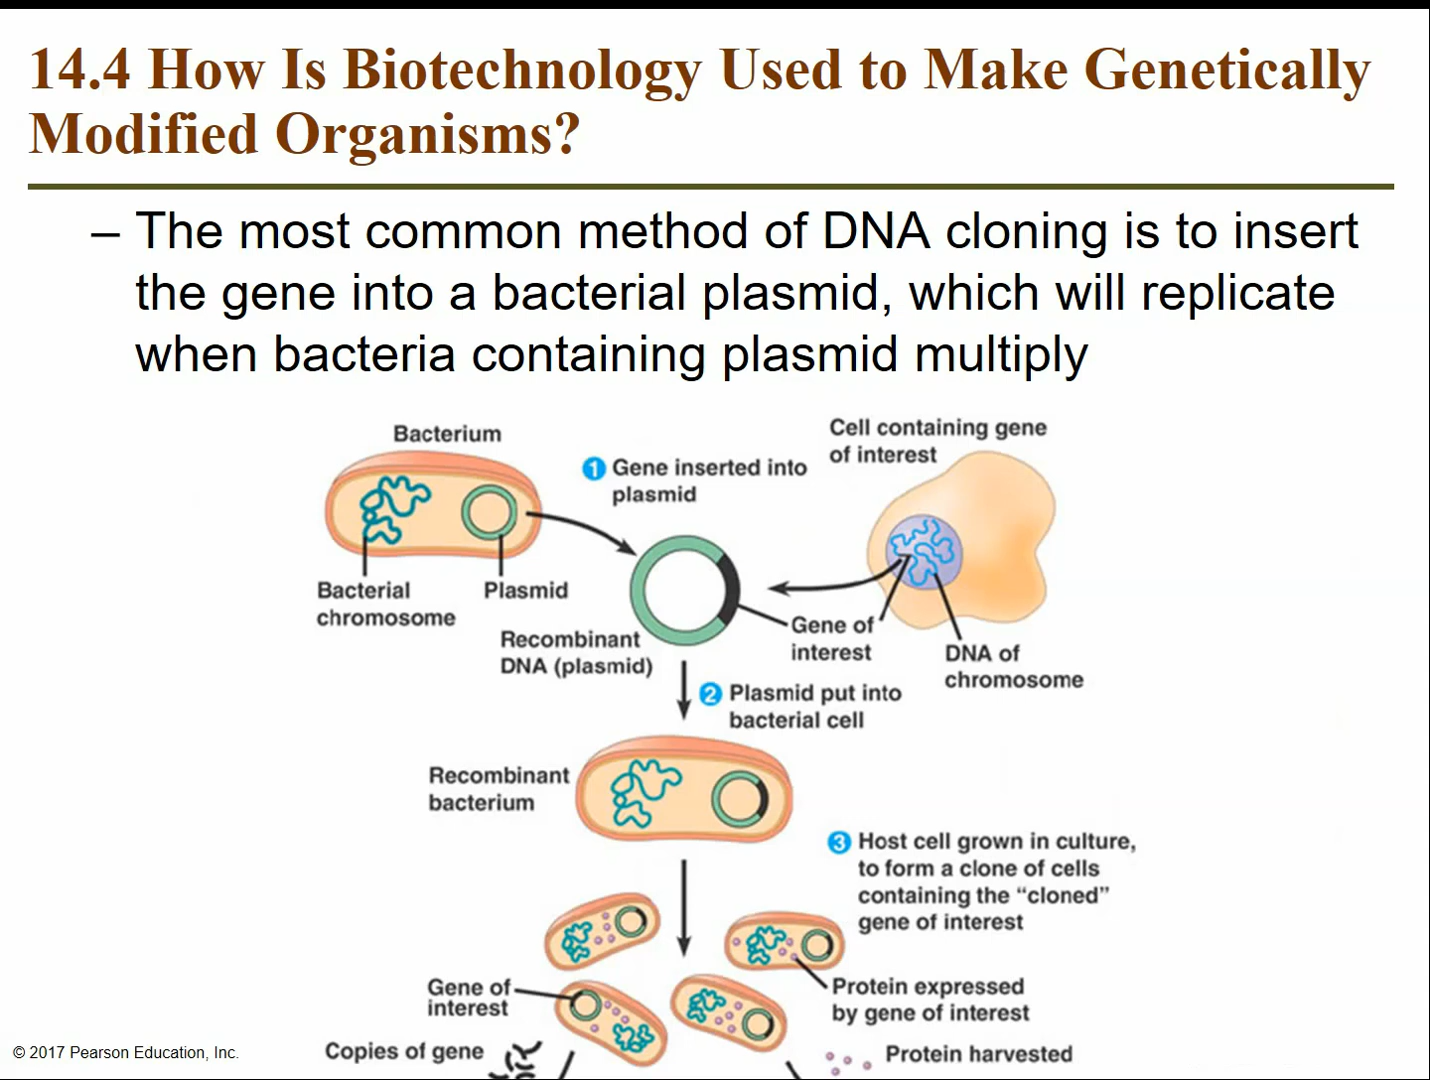 14.4 How Is Biotechnology Used to Make Genetically
Modified Organisms?
– The most common method of DNA cloning is to insert
the gene into a bacterial plasmid, which will replicate
when bacteria containing plasmid multiply
Bacterium
1 Gene inserted into
plasmid
Cell containing gene
of interest
Bacterial
chromosome
Plasmid
Recombinant
DNA (plasmid)
Gene of
interest
DNA of
chromosome
2 Plasmid put into
bacterial cell
Recombinant
bacterium
3 Host cell grown in culture,
to form a clone of cells
containing the “cloned”
gene of interest
Gene of
interest
Protein expressed
by gene of interest
Copies of gene
Protein harvested
© 2017 Pearson Education, Inc.